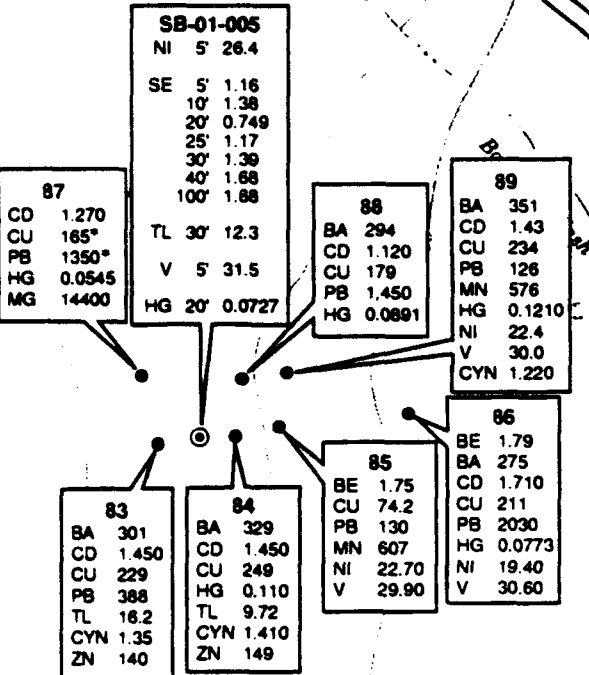 SB-01-005
NI 5' 26.4
SE 5' 1.16
10' 1.38
20' 0.749
25' 1.17
30' 1.39
40' 1.68
100' 1.68
TL 30' 12.3
V 5' 31.5
HG 20' 0.0727
87
CD 1.270
CU 165*
PB 1350*
HG 0.0545
MG 14400
88
BA 294
CD 1.120
CU 179
PB 1,450
HG 0.0891
89
BA 351
CD 1.43
CU 234
PB 126
MN 576
HG 0.1210
NI 22.4
V 30.0
CYN 1.220
83
BA 301
CD 1.450
CU 229
PB 388
TL 16.2
CYN 1.35
ZN 140
84
BA 329
CD 1.450
CU 249
HG 0.110
TL 9.72
CYN 1.410
ZN 149
85
BE 1.75
CU 74.2
PB 130
MN 607
NI 22.70
V 29.90
86
BE 1.79
BA 275
CD 1.710
CU 211
PB 2030
HG 0.0773
NI 19.40
V 30.60